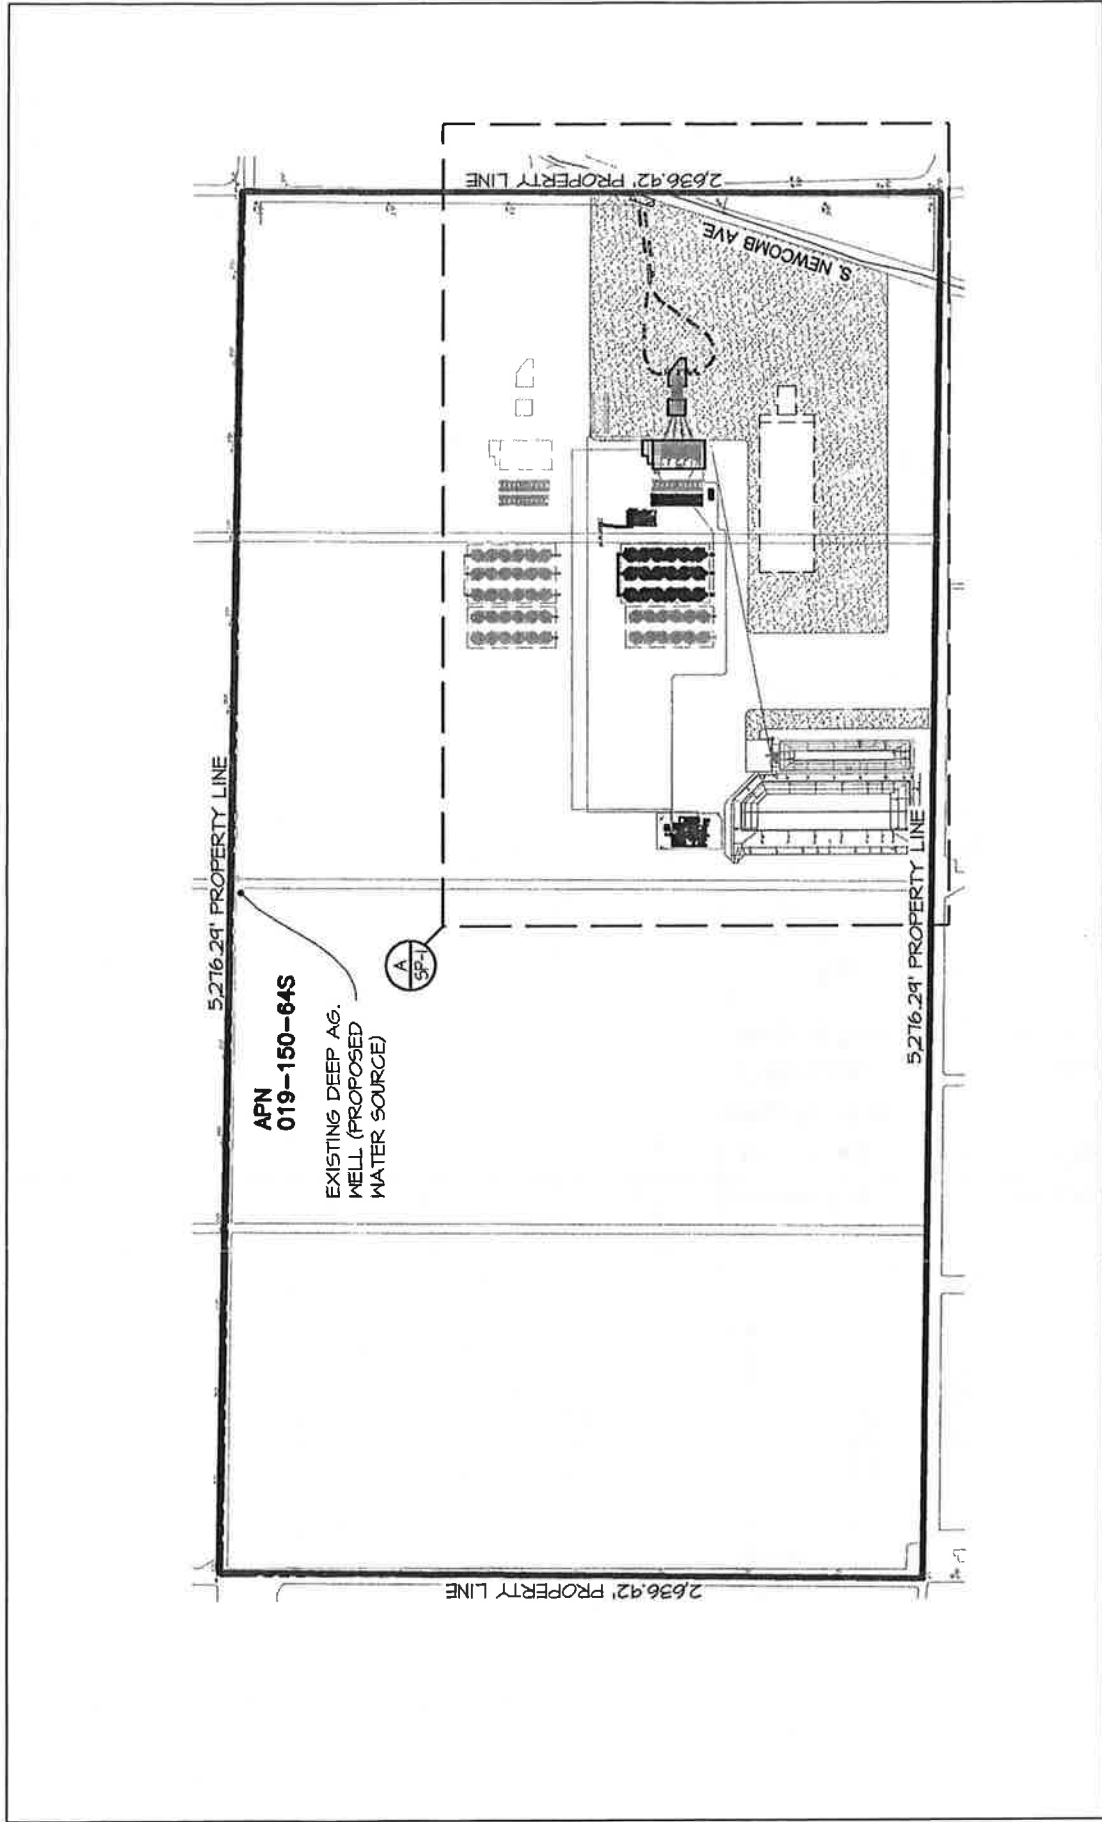 5,276.29' PROPERTY LINE
APN
019-150-64S
EXISTING DEEP AG.
WELL (PROPOSED
WATER SOURCE)
A
SP-1
2,636.92' PROPERTY LINE
S. NEWCOMB AVE.
2,636.92' PROPERTY LINE
5,276.29' PROPERTY LINE